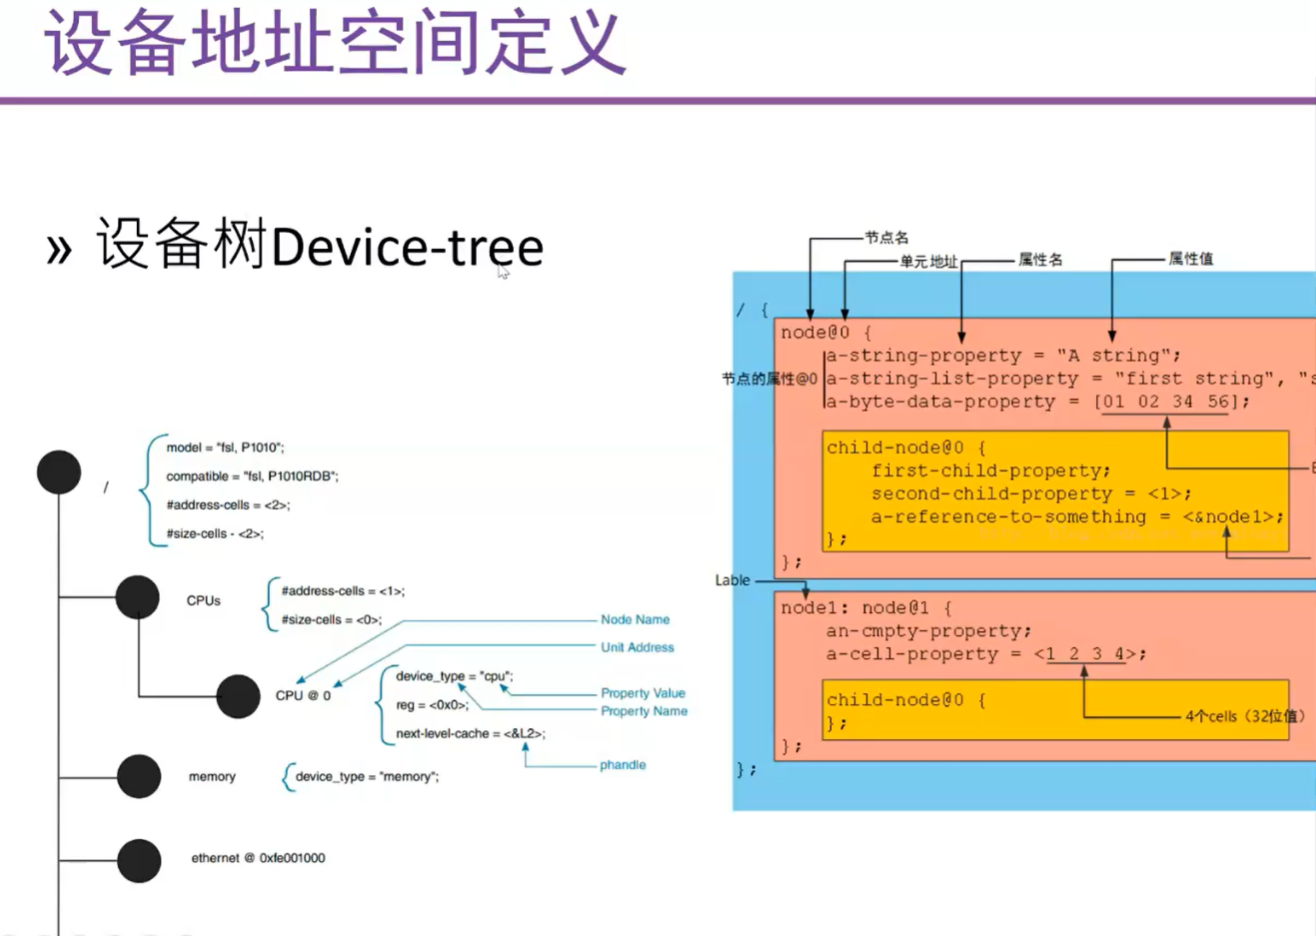 设备地址空间定义
» 设备树Device-tree
/
model = "fsl, P1010";
compatible = "fsl, P1010RDB";
#address-cells = <2>;
#size-cells - <2>;
CPUs
#address-cells = <1>;
#size-cells = <0>;
Node Name
Unit Address
CPU @ 0
device_type = "cpu";
reg = <0x0>;
next-level-cache = <&L2>;
Property Value
Property Name
phandle
memory
device_type = "memory";
ethernet @ 0xfe001000
节点名
单元地址
属性名
属性值
/ {
node@0 {
a-string-property = "A string";
节点的属性@0
a-string-list-property = "first string", "s
a-byte-data-property = [01 02 34 56];
child-node@0 {
first-child-property;
second-child-property = <1>;
a-reference-to-something = <&node1>;
};
};
Lable
node1: node@1 {
an-cmpty-property;
a-cell-property = <1 2 3 4>;
child-node@0 {
};
4个cells（32位值）
};
};